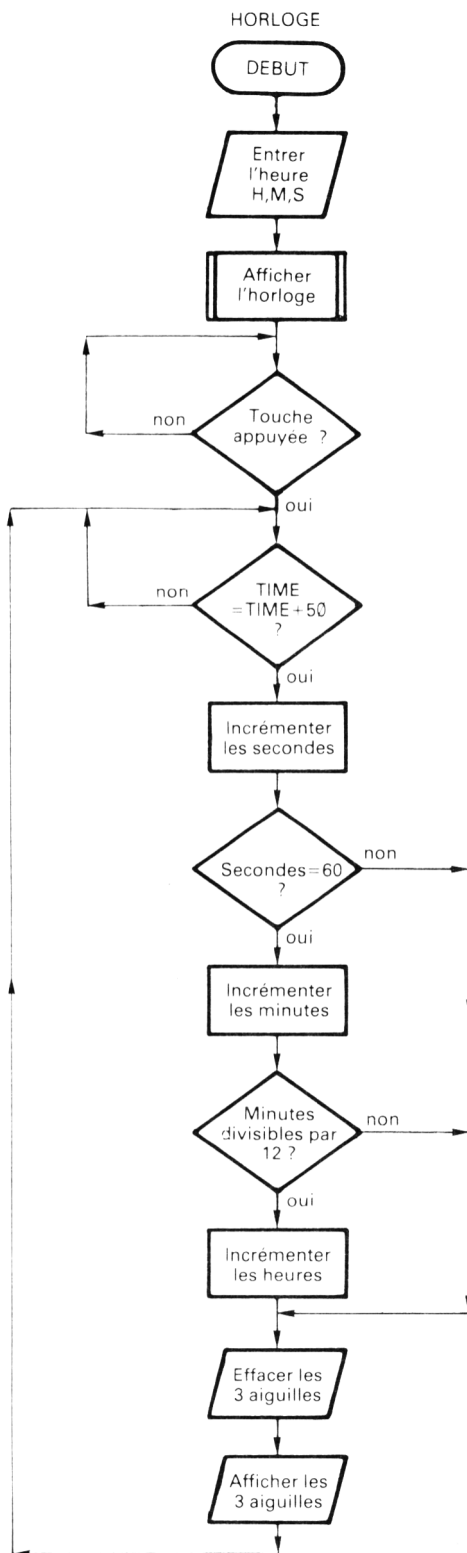 HORLOGE
DEBUT
Entrer
l'heure
H,M,S
Afficher
l'horloge
Touche
appuyée ?
non
oui
TIME
=TIME+50
?
non
oui
Incrémenter
les secondes
Secondes=60
?
non
oui
Incrémenter
les minutes
Minutes
divisibles par
12 ?
non
oui
Incrémenter
les heures
Effacer les
3 aiguilles
Afficher les
3 aiguilles